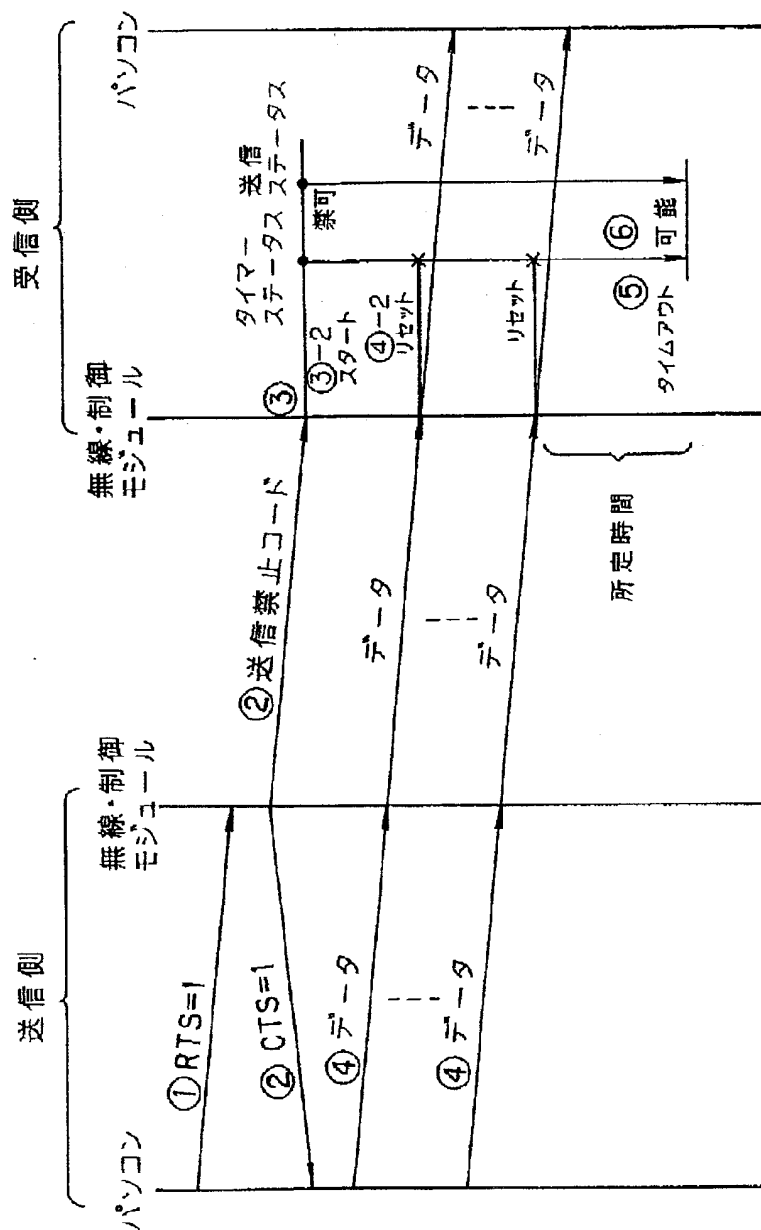 送信側
受信側
パソコン
無線・制御
モジュール
無線・制御
モジュール
パソコン
①RTS=1
②CTS=1
②送信禁止コード
③
③-2
スタート
タイマー
ステータス
送信
ステータス
禁可
④データ
データ
④-2
リセット
データ
④データ
データ
リセット
データ
所定時間
⑤
タイムアウト
⑥
可能